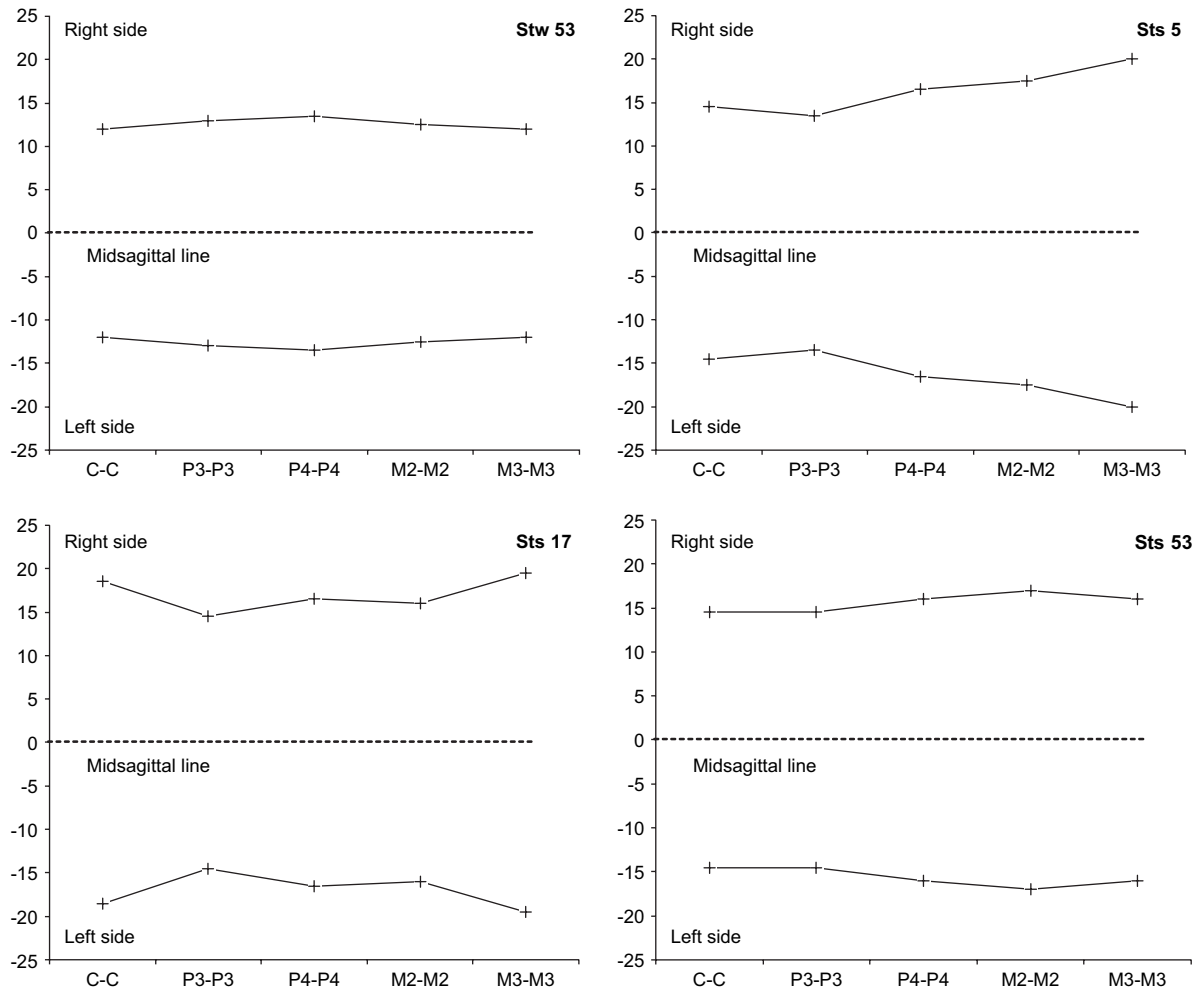 25
Right side
Stw 53
20
15
10
5
0
Midsagittal line
-5
-10
-15
-20
Left side
-25
C-C P3-P3 P4-P4 M2-M2 M3-M3
25
Right side
Sts 5
20
15
10
5
0
Midsagittal line
-5
-10
-15
-20
Left side
-25
C-C P3-P3 P4-P4 M2-M2 M3-M3
25
Right side
Sts 17
20
15
10
5
0
Midsagittal line
-5
-10
-15
-20
Left side
-25
C-C P3-P3 P4-P4 M2-M2 M3-M3
25
Right side
Sts 53
20
15
10
5
0
Midsagittal line
-5
-10
-15
-20
Left side
-25
C-C P3-P3 P4-P4 M2-M2 M3-M3